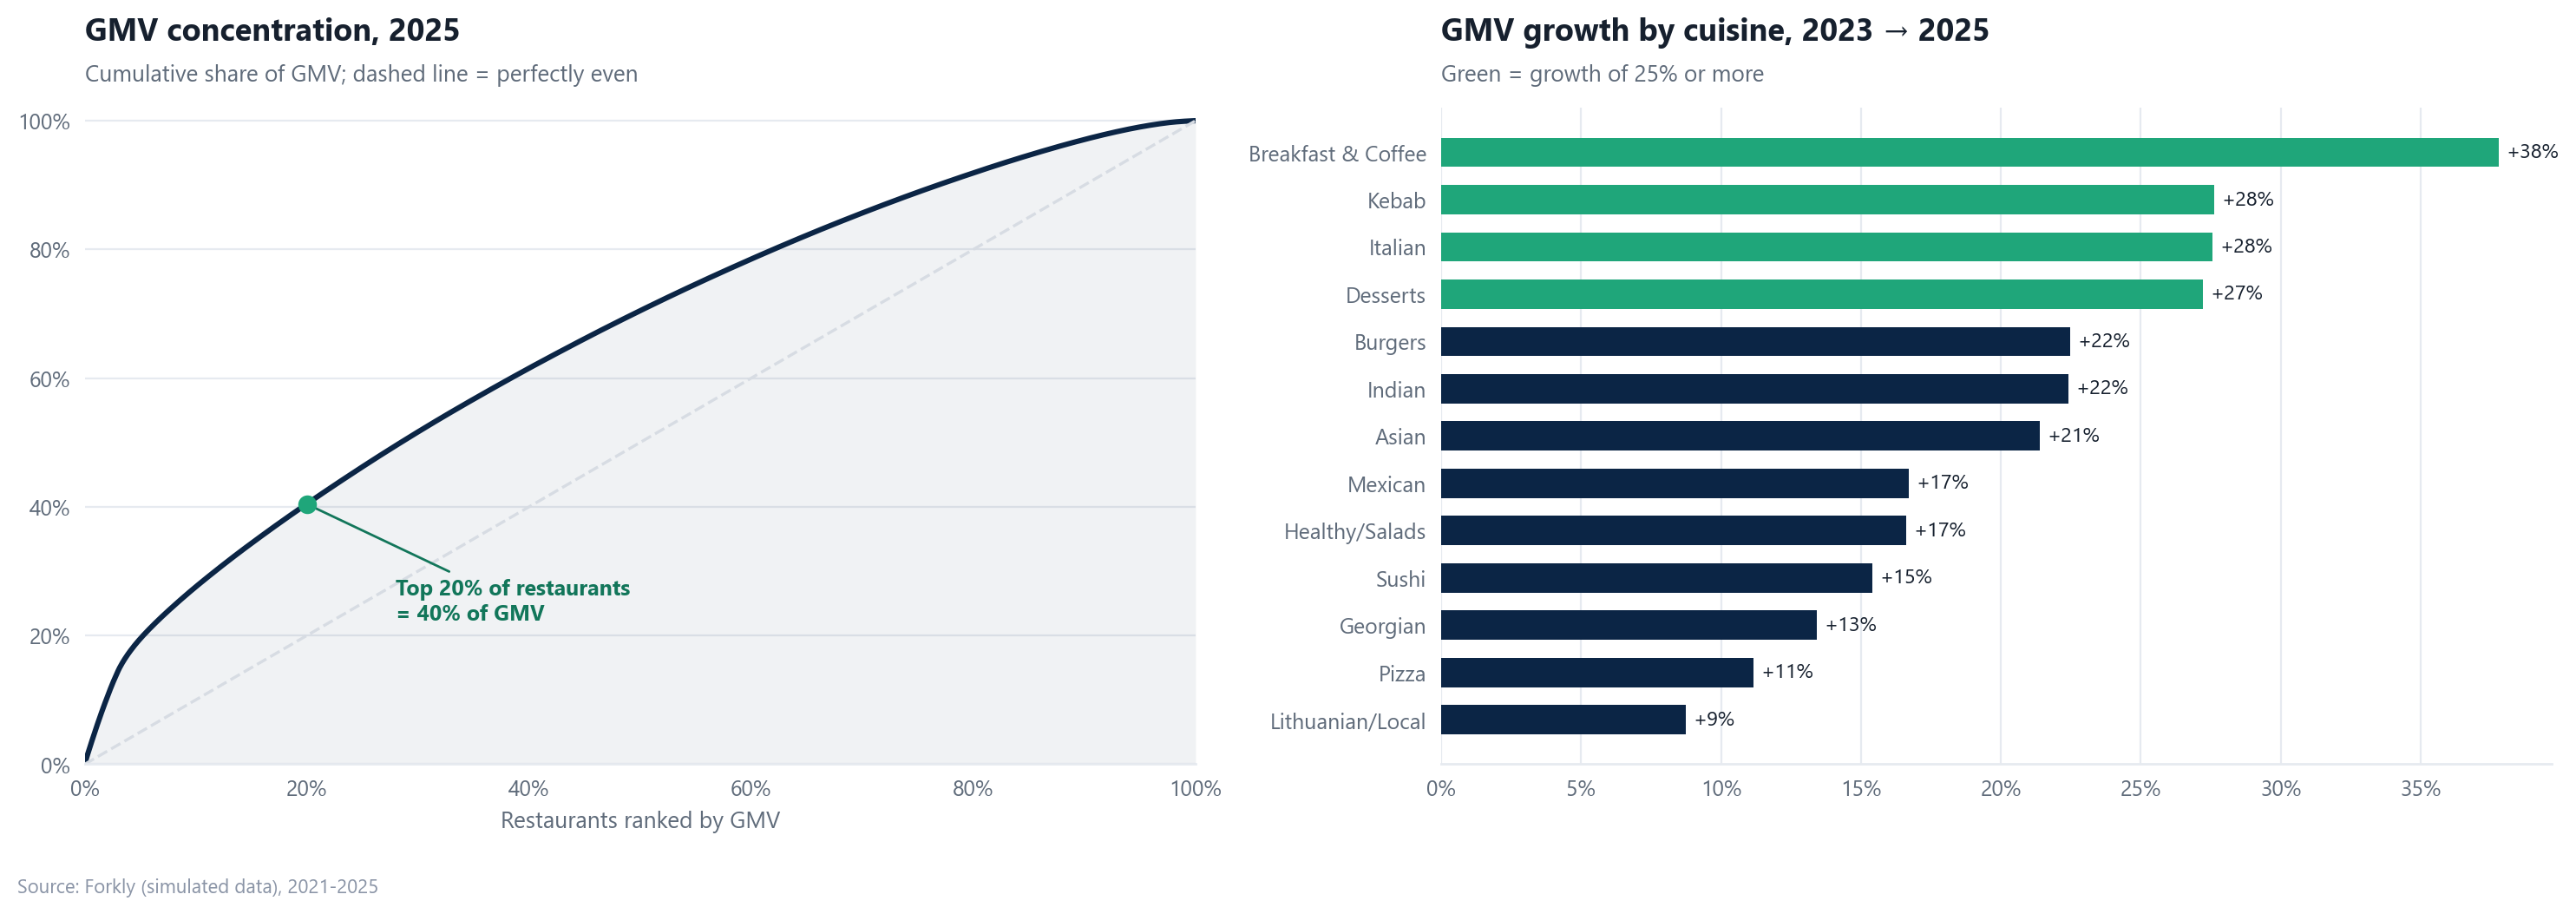 GMV concentration, 2025
Cumulative share of GMV; dashed line = perfectly even
100%
80%
60%
40%
20%
0%
Top 20% of restaurants
= 40% of GMV
0% 20% 40% 60% 80% 100%
Restaurants ranked by GMV
GMV growth by cuisine, 2023 → 2025
Green = growth of 25% or more
Breakfast & Coffee +38%
Kebab +28%
Italian +28%
Desserts +27%
Burgers +22%
Indian +22%
Asian +21%
Mexican +17%
Healthy/Salads +17%
Sushi +15%
Georgian +13%
Pizza +11%
Lithuanian/Local +9%
0% 5% 10% 15% 20% 25% 30% 35%
Source: Forkly (simulated data), 2021-2025